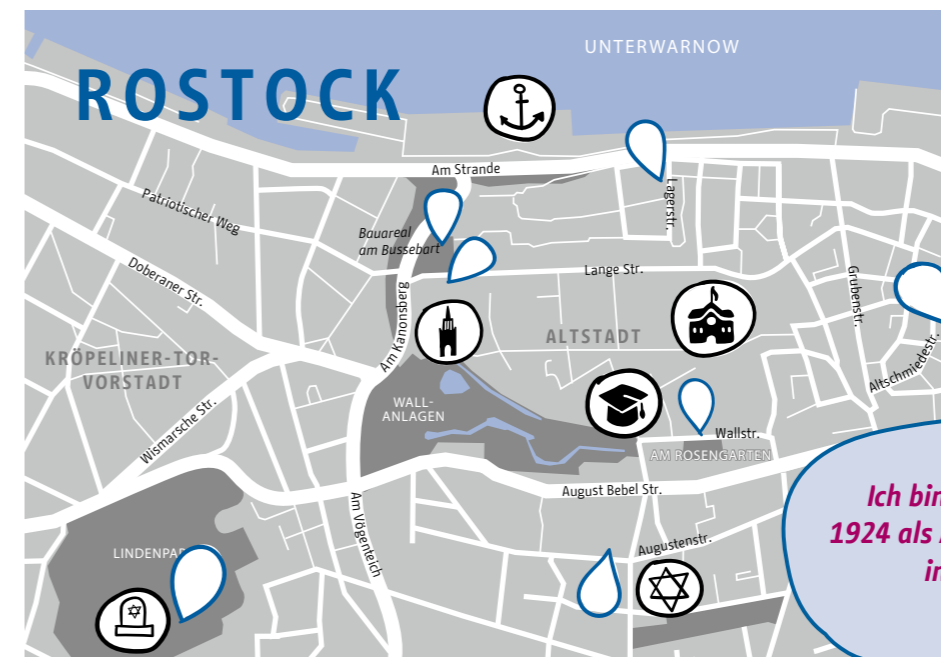 UNTERWARNOW
ROSTOCK
Am Strande
Lagerstr.
Patriotischer Weg
Bauareal
am Bussebart
Doberaner Str.
Lange Str.
Grubenstr.
Am Kanonsberg
ALTSTADT
KRÖPELINER-TOR-
VORSTADT
Altschmiedestr.
WALL-
ANLAGEN
Wismarsche Str.
Wallstr.
AM ROSENGARTEN
August Bebel Str.
Ich bin
1924 als
in
Am Vögenteich
Augustenstr.